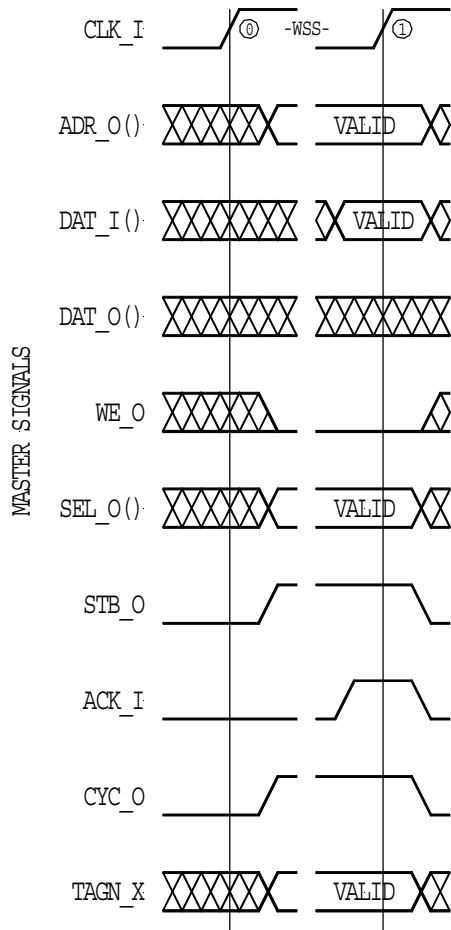 CLK_I
0
-WSS-
1
ADR_O()
VALID
DAT_I()
VALID
DAT_O()
MASTER SIGNALS
WE_O
SEL_O()
VALID
STB_O
ACK_I
CYC_O
TAGN_X
VALID